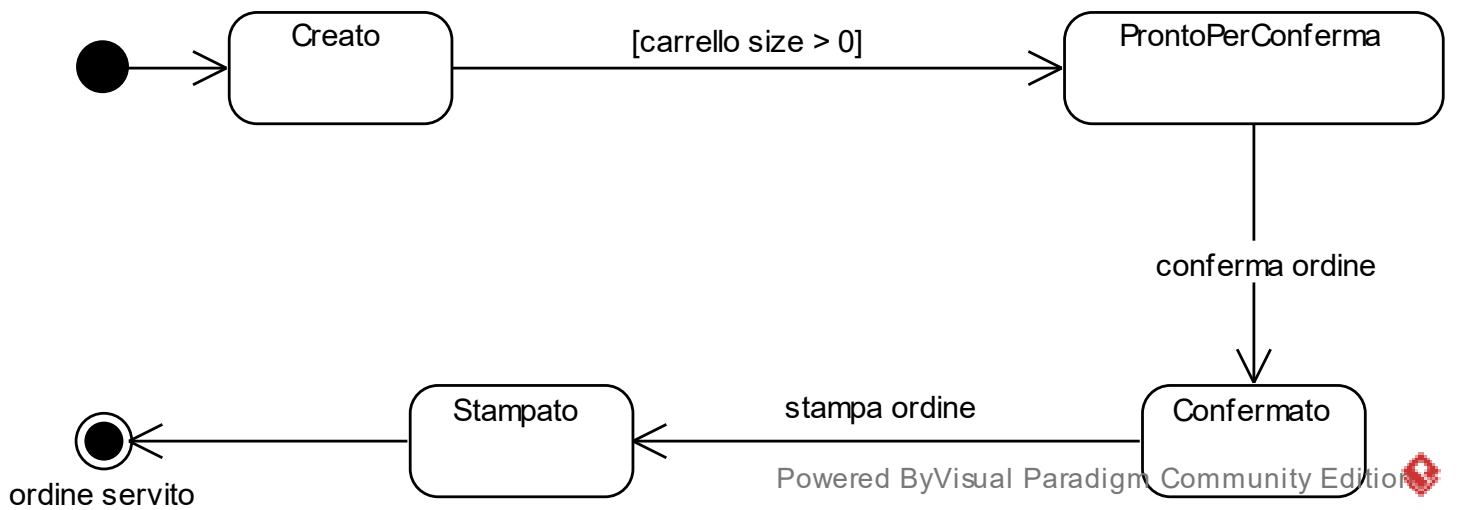 Creato
[carrello size > 0]
ProntoPerConferma
conferma ordine
Stampato
stampa ordine
Confermato
Powered ByVisual Paradigm Community Edition
ordine servito